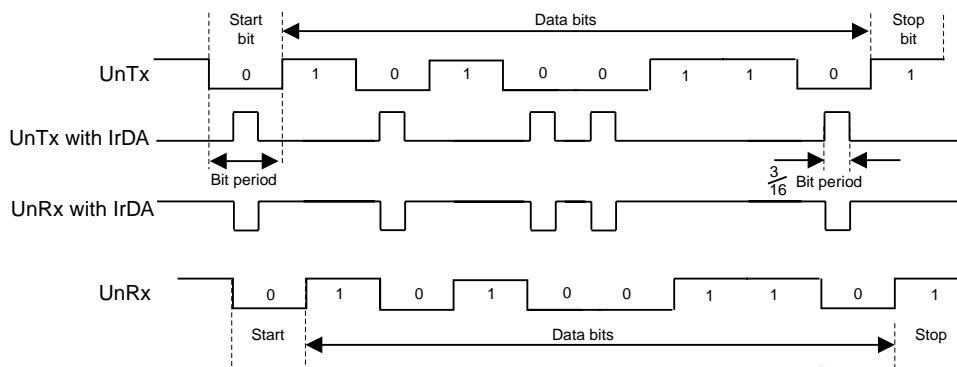 Start bit
Data bits
Stop bit
UnTx
0 1 0 1 0 0 1 1 0 1
UnTx with IrDA
Bit period
3/16 Bit period
UnRx with IrDA
UnRx
0 1 0 1 0 0 1 1 0 1
Start
Data bits
Stop